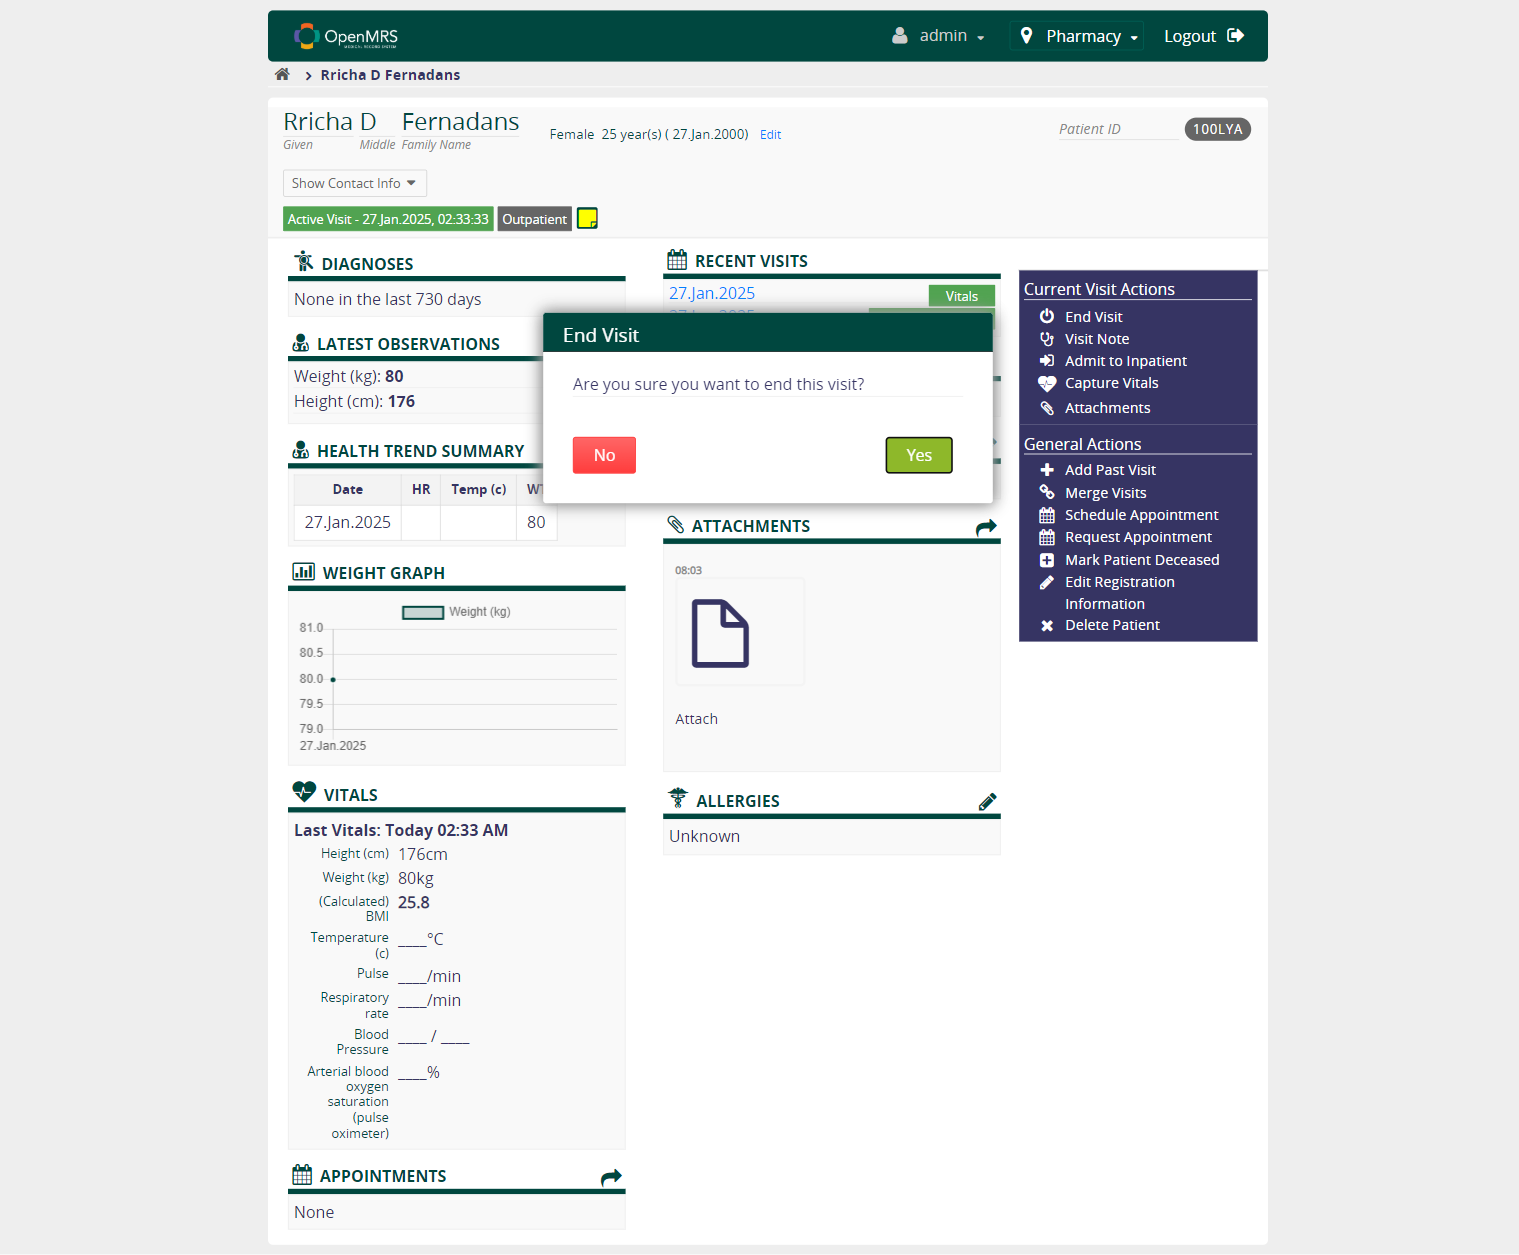 OpenMRS
MEDICAL RECORD SYSTEM
admin
Pharmacy
Logout
Rricha D Fernadans
Rricha D Fernadans
Given Middle Family Name
Female 25 year(s) ( 27.Jan.2000) Edit
Patient ID 100LYA
Show Contact Info
Active Visit - 27.Jan.2025, 02:33:33 Outpatient
DIAGNOSES
None in the last 730 days
LATEST OBSERVATIONS
Weight (kg): 80
Height (cm): 176
HEALTH TREND SUMMARY
Date HR Temp (c)
27.Jan.2025 80
WEIGHT GRAPH
Weight (kg)
81.0
80.5
80.0
79.5
79.0
27.Jan.2025
VITALS
Last Vitals: Today 02:33 AM
Height (cm) 176cm
Weight (kg) 80kg
(Calculated) 25.8
BMI
Temperature ____°C
(c)
Pulse ____/min
Respiratory ____/min
rate
Blood ____ / ____
Pressure
Arterial blood ____%
oxygen
saturation
(pulse
oximeter)
APPOINTMENTS
None
RECENT VISITS
27.Jan.2025 Vitals
End Visit
Are you sure you want to end this visit?
No Yes
ATTACHMENTS
08:03
Attach
ALLERGIES
Unknown
Current Visit Actions
End Visit
Visit Note
Admit to Inpatient
Capture Vitals
Attachments
General Actions
Add Past Visit
Merge Visits
Schedule Appointment
Request Appointment
Mark Patient Deceased
Edit Registration
Information
Delete Patient